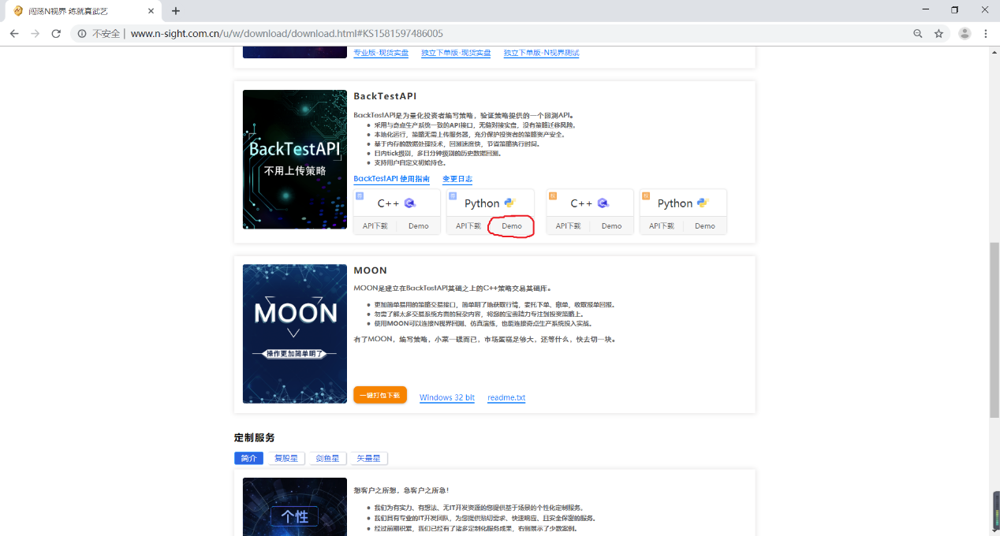 闯荡N视界 练就真武艺
不安全 | www.n-sight.com.cn/u/w/download/download.html#KS1581597486005
专业版-现货实盘 独立下单版-现货实盘 独立下单版-N视界测试
BackTestAPI
BackTestAPI是为量化投资者编写策略，验证策略提供的一个回测API。
采用与奇点生产系统一致的API接口，无缝对接实盘，没有策略迁移风险。
本地化运行，策略无需上传服务器，充分保护投资者的策略资产安全。
基于内存的数据处理技术，回测速度快，节省策略执行时间。
日内tick级别，多日分钟级别的历史数据回测。
支持用户自定义初始持仓。
BackTestAPI
不用上传策略
BackTestAPI 使用指南 变更日志
C++ Python C++ Python
API下载 Demo API下载 Demo API下载 Demo API下载 Demo
MOON
MOON是建立在BackTestAPI基础之上的C++策略交易基础库。
更加简单易用的策略交易接口，简单明了地获取行情，委托下单、撤单，收取报单回报。
勿需了解太多交易系统方面的复杂内容，将您的宝贵精力专注到投资策略上。
使用MOON可以连接N视界回测、仿真演练，也能连接奇点生产系统投入实战。
有了MOON，编写策略，小菜一碟而已，市场蛋糕足够大，还等什么，快去切一块。
MOON
操作更加简单明了
一键打包下载 Windows 32 bit readme.txt
定制服务
简介 复股星 剑鱼星 矢量星
想客户之所想，急客户之所急！
我们为有实力、有想法、无IT开发资源的您提供基于场景的个性化定制服务。
我们具有专业的IT开发团队，为您提供贴切需求、快速响应、且安全保密的服务。
经过前期积累，我们已经有了诸多定制化服务成果，右侧展示了少数案例。
个性